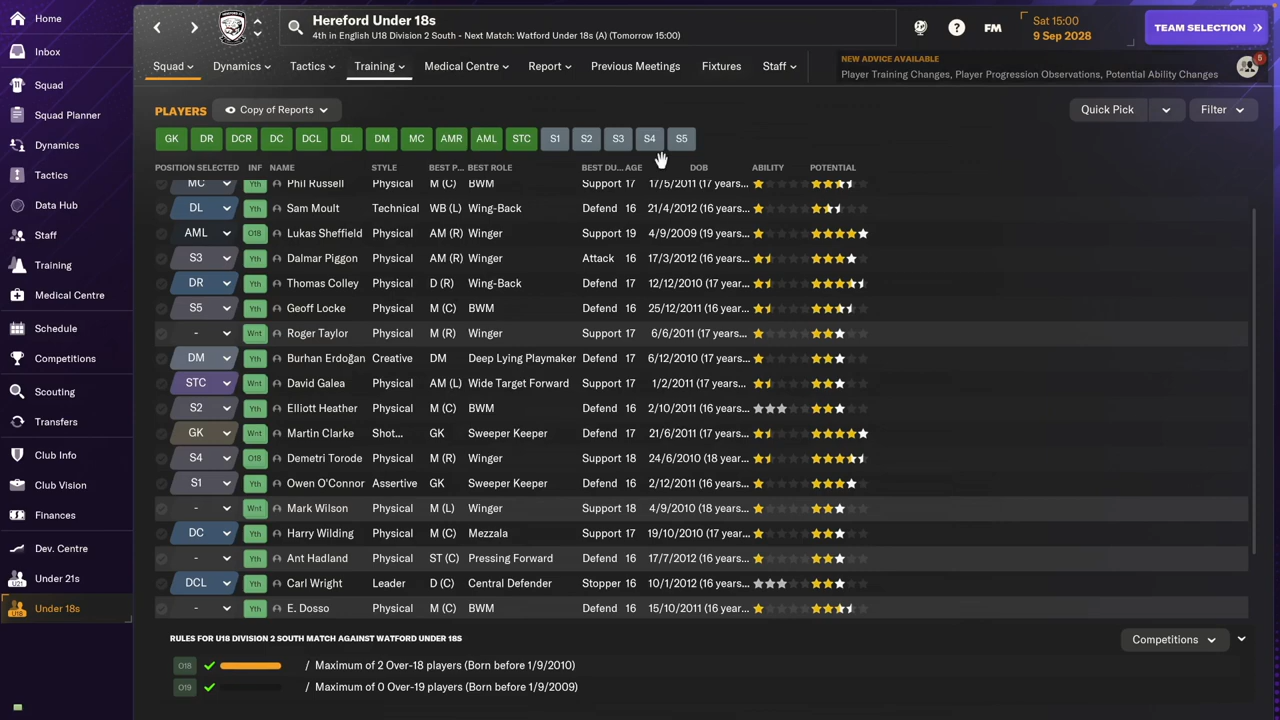 Home
Inbox
Squad
Squad Planner
Dynamics
Tactics
Data Hub
Staff
Training
Medical Centre
Schedule
Competitions
Scouting
Transfers
Club Info
Club Vision
Finances
Dev. Centre
Under 21s
Under 18s
Hereford Under 18s
4th in English U18 Division 2 South - Next Match: Watford Under 18s (A) (Tomorrow 15:00)
FM
Sat 15:00
9 Sep 2028
TEAM SELECTION
Squad Dynamics Tactics Training Medical Centre Report Previous Meetings Fixtures Staff
NEW ADVICE AVAILABLE
Player Training Changes, Player Progression Observations, Potential Ability Changes
5
PLAYERS Copy of Reports Quick Pick Filter
GK DR DCR DC DCL DL DM MC AMR AML STC S1 S2 S3 S4 S5
POSITION SELECTED INF NAME STYLE BEST P... BEST ROLE BEST DU... AGE DOB ABILITY POTENTIAL
MC Yth Phil Russell Physical M (C) BWM Support 17 17/5/2011 (17 years...
DL Yth Sam Moult Technical WB (L) Wing-Back Defend 16 21/4/2012 (16 years...
AML O18 Lukas Sheffield Physical AM (R) Winger Support 19 4/9/2009 (19 years...
S3 Yth Dalmar Piggon Physical AM (R) Winger Attack 16 17/3/2012 (16 years...
DR Yth Thomas Colley Physical D (R) Wing-Back Defend 17 12/12/2010 (17 years...
S5 Yth Geoff Locke Physical M (C) BWM Support 16 25/12/2011 (16 years...
- Wnt Roger Taylor Physical M (R) Winger Support 17 6/6/2011 (17 years...
DM Yth Burhan Erdoğan Creative DM Deep Lying Playmaker Defend 17 6/12/2010 (17 years...
STC Wnt David Galea Physical AM (L) Wide Target Forward Support 17 1/2/2011 (17 years...
S2 Yth Elliott Heather Physical M (C) BWM Defend 16 2/10/2011 (16 years...
GK Wnt Martin Clarke Shot... GK Sweeper Keeper Defend 17 21/6/2011 (17 years...
S4 O18 Demetri Torode Physical M (R) Winger Support 18 24/6/2010 (18 year...
S1 Yth Owen O'Connor Assertive GK Sweeper Keeper Defend 16 2/12/2011 (16 years...
- Wnt Mark Wilson Physical M (L) Winger Support 18 4/9/2010 (18 years...
DC Yth Harry Wilding Physical M (C) Mezzala Support 17 19/10/2010 (17 year...
- Yth Ant Hadland Physical ST (C) Pressing Forward Defend 16 17/7/2012 (16 years...
DCL Yth Carl Wright Leader D (C) Central Defender Stopper 16 10/1/2012 (16 years...
- Yth E. Dosso Physical M (C) BWM Defend 16 15/10/2011 (16 year...
RULES FOR U18 DIVISION 2 SOUTH MATCH AGAINST WATFORD UNDER 18S Competitions
O18 / Maximum of 2 Over-18 players (Born before 1/9/2010)
O19 / Maximum of 0 Over-19 players (Born before 1/9/2009)